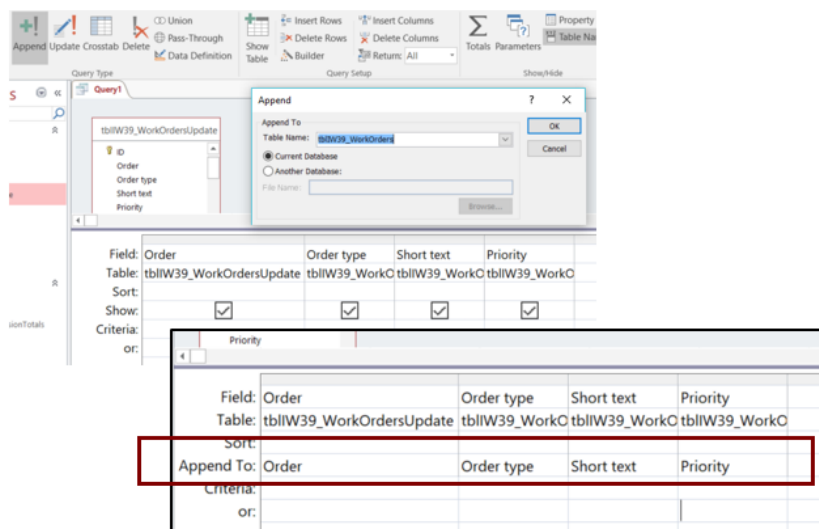 Union
Pass-Through
Data Definition
Append Update Crosstab Delete
Show Table
Insert Rows
Delete Rows
Builder
Insert Columns
Delete Columns
Return: All
Totals Parameters
Property
Table Na
Query Type
Query Setup
Show/Hide
S
Query1
tblIW39_WorkOrdersUpdate
ID
Order
Order type
Short text
Priority
Append ? X
Append To
Table Name: tblIW39_WorkOrders
Current Database
Another Database:
File Name:
Browse...
OK
Cancel
Field: Order Order type Short text Priority
Table: tblIW39_WorkOrdersUpdate tblIW39_WorkO tblIW39_WorkO tblIW39_WorkO
Sort:
Show:
Criteria:
or:
sionTotals
Priority
Field: Order Order type Short text Priority
Table: tblIW39_WorkOrdersUpdate tblIW39_WorkO tblIW39_WorkO tblIW39_WorkO
Sort:
Append To: Order Order type Short text Priority
Criteria:
or: